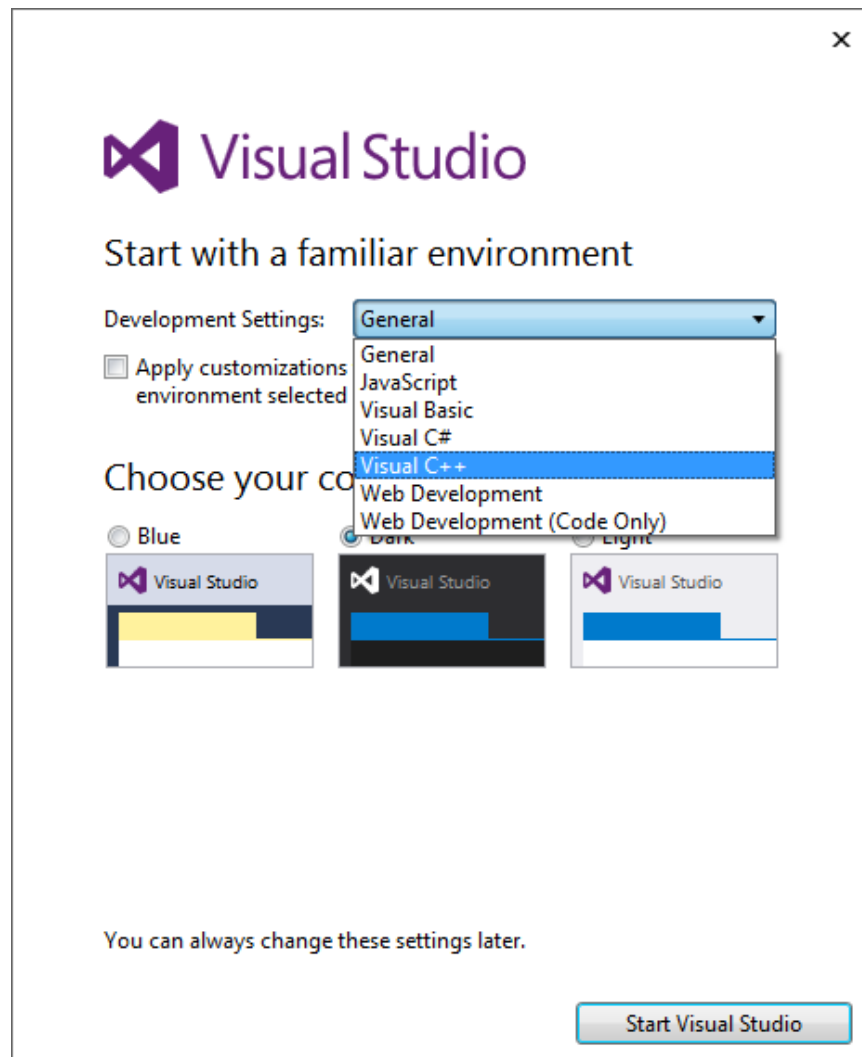 Visual Studio
Start with a familiar environment
Development Settings:
General
General
JavaScript
Visual Basic
Visual C#
Visual C++
Web Development
Web Development (Code Only)
Apply customizations
environment selected
Choose your co
Blue
Dark
Light
Visual Studio
Visual Studio
Visual Studio
You can always change these settings later.
Start Visual Studio